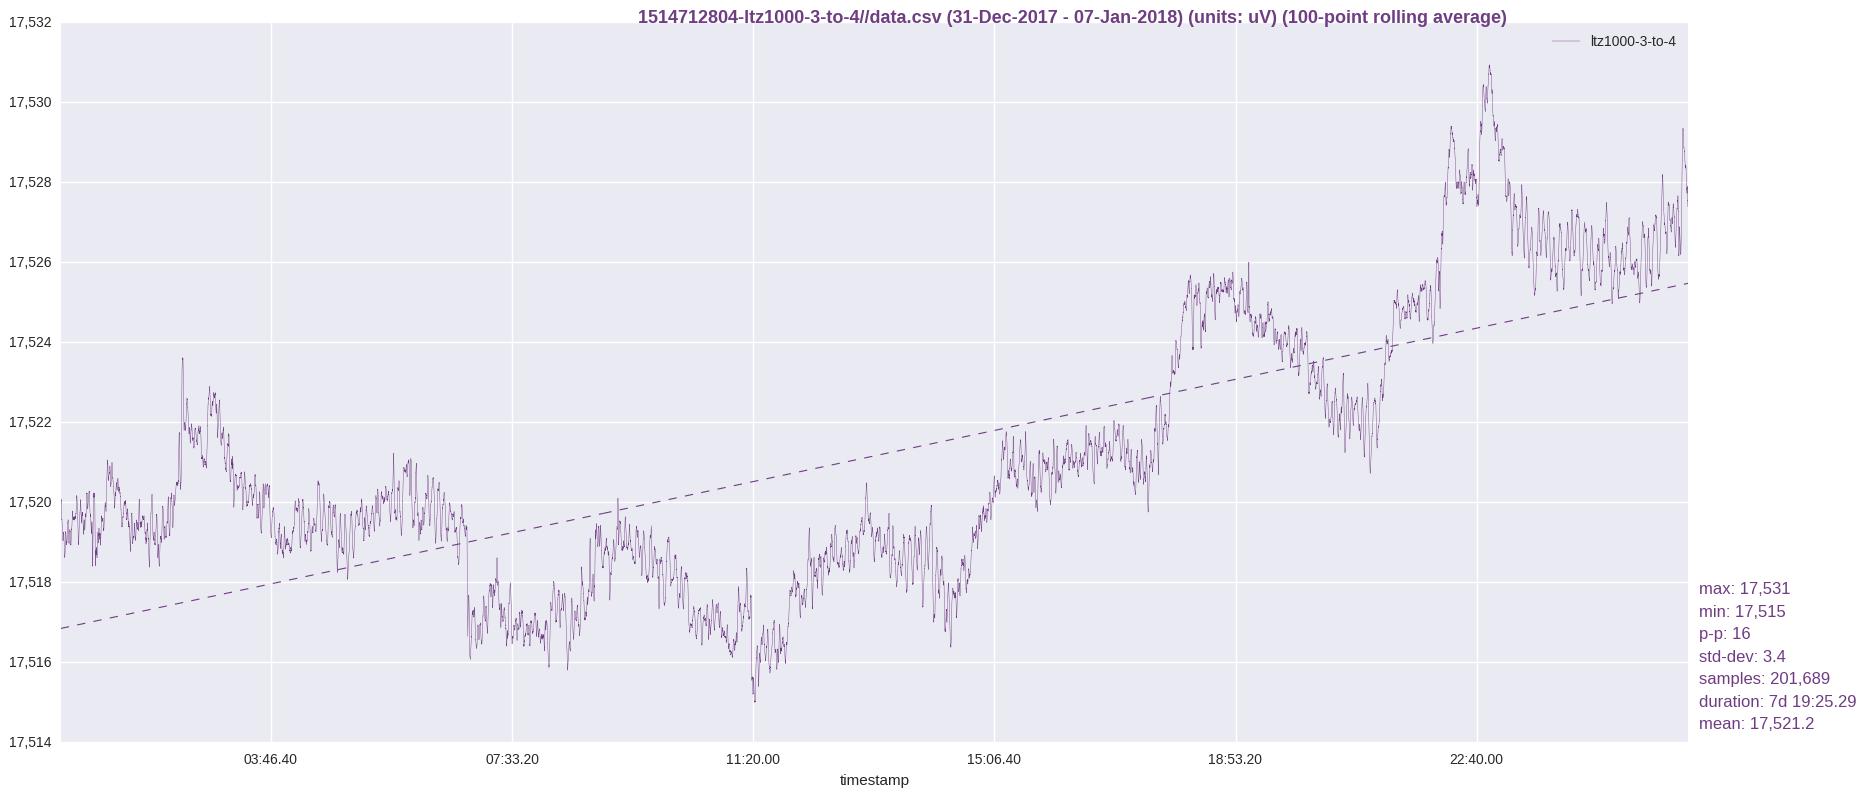 1514712804-ltz1000-3-to-4//data.csv (31-Dec-2017 - 07-Jan-2018) (units: uV) (100-point rolling average)
ltz1000-3-to-4
17,532
17,530
17,528
17,526
17,524
17,522
17,520
17,518
17,516
17,514
max: 17,531
min: 17,515
p-p: 16
std-dev: 3.4
samples: 201,689
duration: 7d 19:25.29
mean: 17,521.2
03:46.40 07:33.20 11:20.00 15:06.40 18:53.20 22:40.00
timestamp